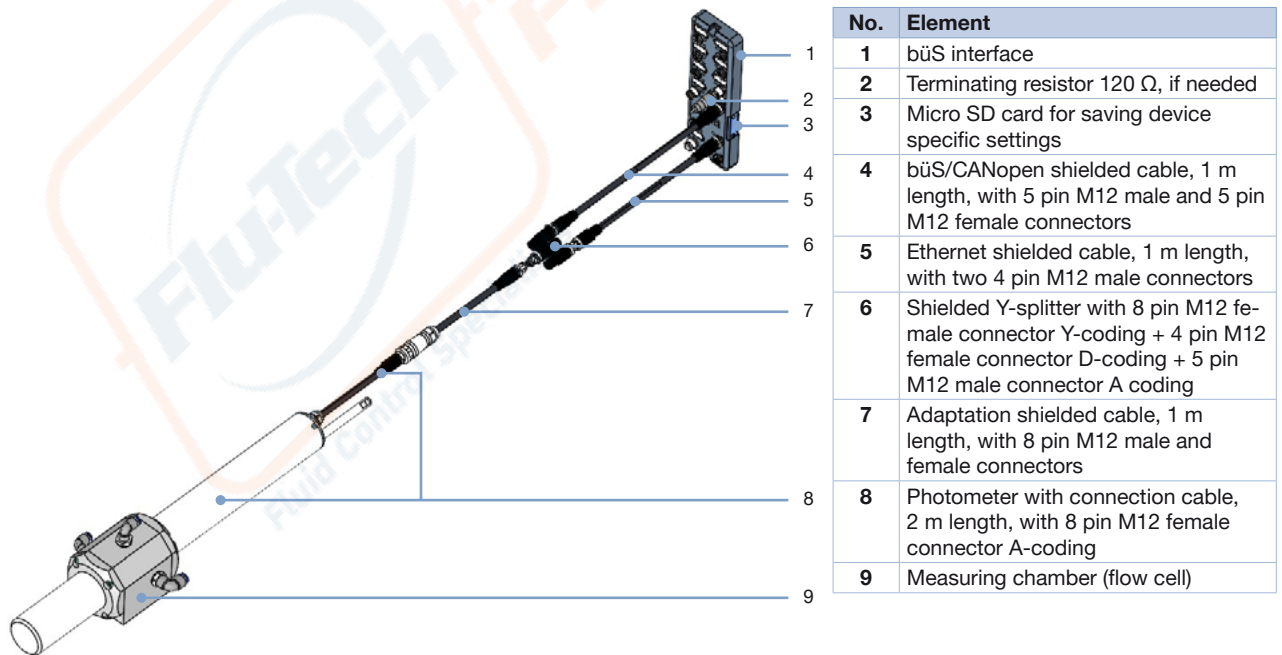 1
2
3
4
5
6
7
8
9
Flu-Tech
Fluid Control Specialists
No. Element
1 büS interface
2 Terminating resistor 120 Ω, if needed
3 Micro SD card for saving device
specific settings
4 büS/CANopen shielded cable, 1 m
length, with 5 pin M12 male and 5 pin
M12 female connectors
5 Ethernet shielded cable, 1 m length,
with two 4 pin M12 male connectors
6 Shielded Y-splitter with 8 pin M12 fe-
male connector Y-coding + 4 pin M12
female connector D-coding + 5 pin
M12 male connector A coding
7 Adaptation shielded cable, 1 m
length, with 8 pin M12 male and
female connectors
8 Photometer with connection cable,
2 m length, with 8 pin M12 female
connector A-coding
9 Measuring chamber (flow cell)